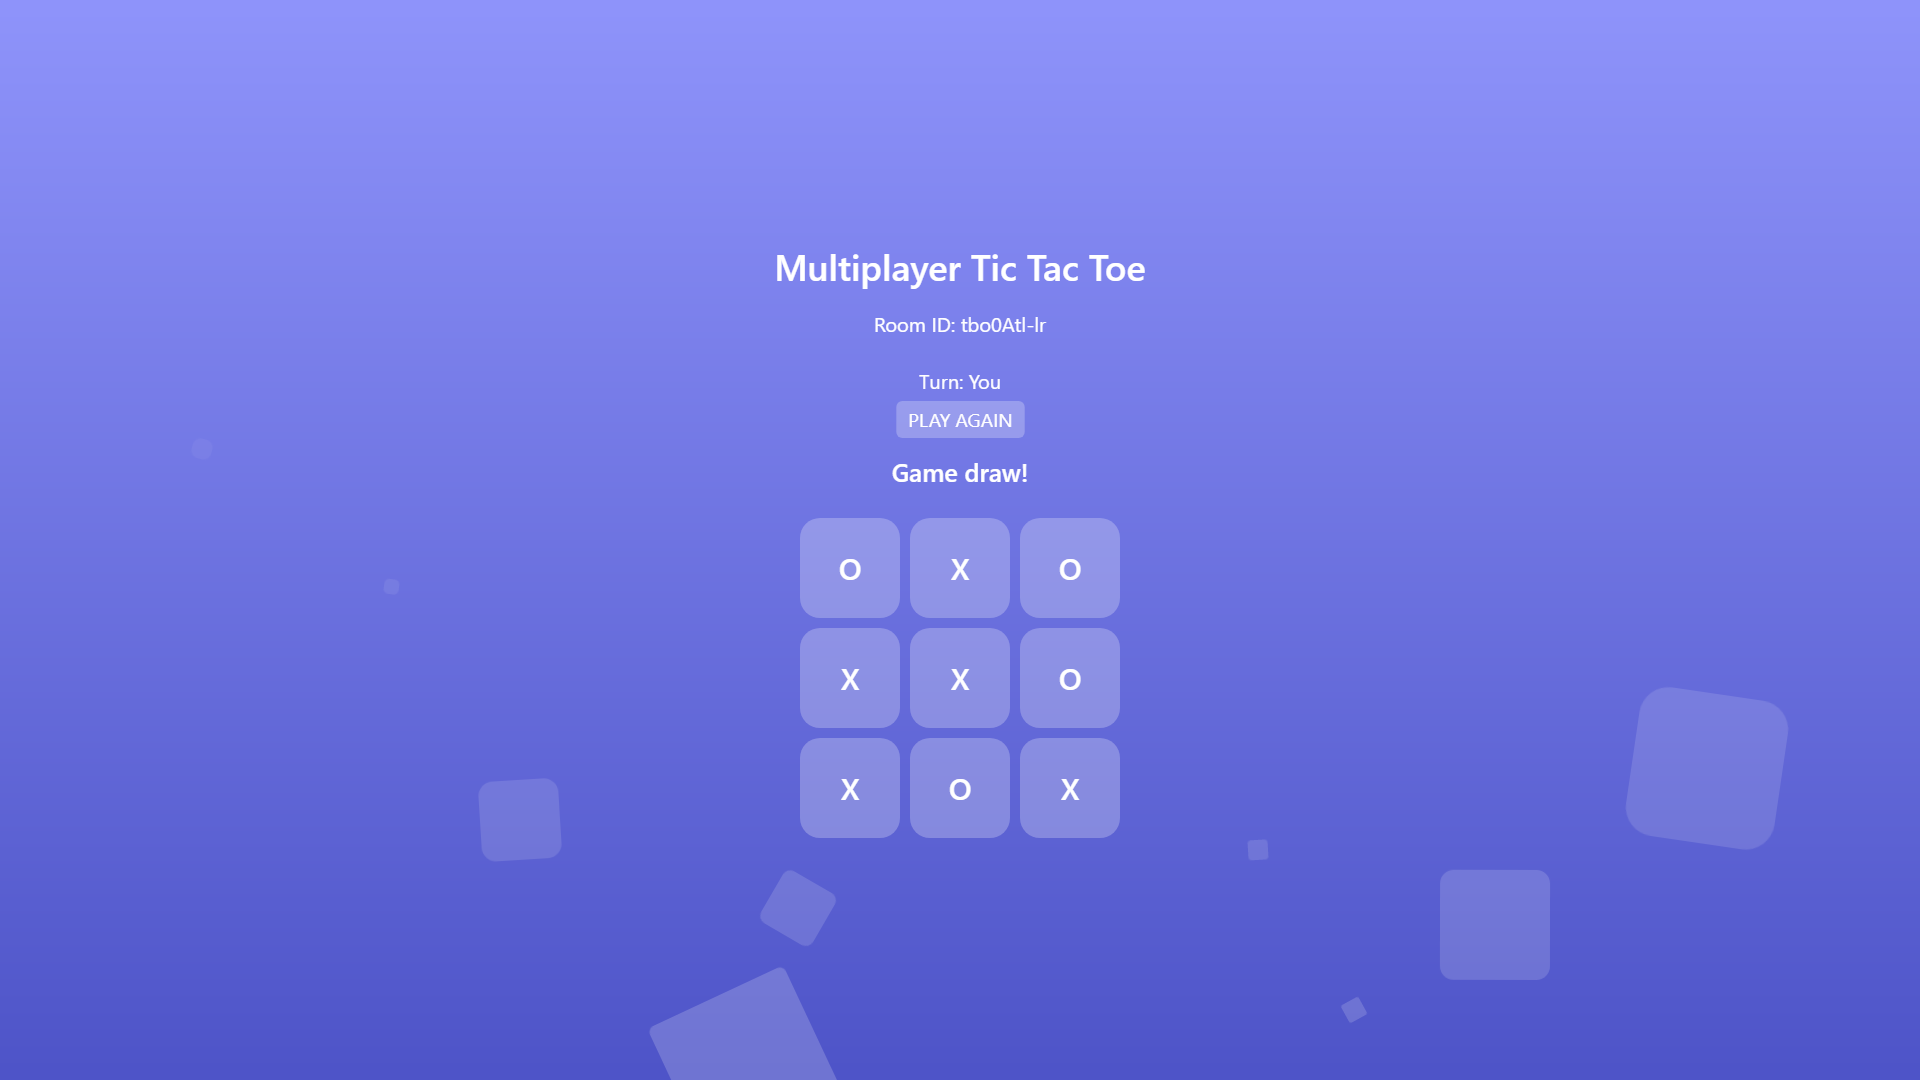 Multiplayer Tic Tac Toe
Room ID: tbo0Atl-lr
Turn: You
PLAY AGAIN
Game draw!
O X O
X X O
X O X